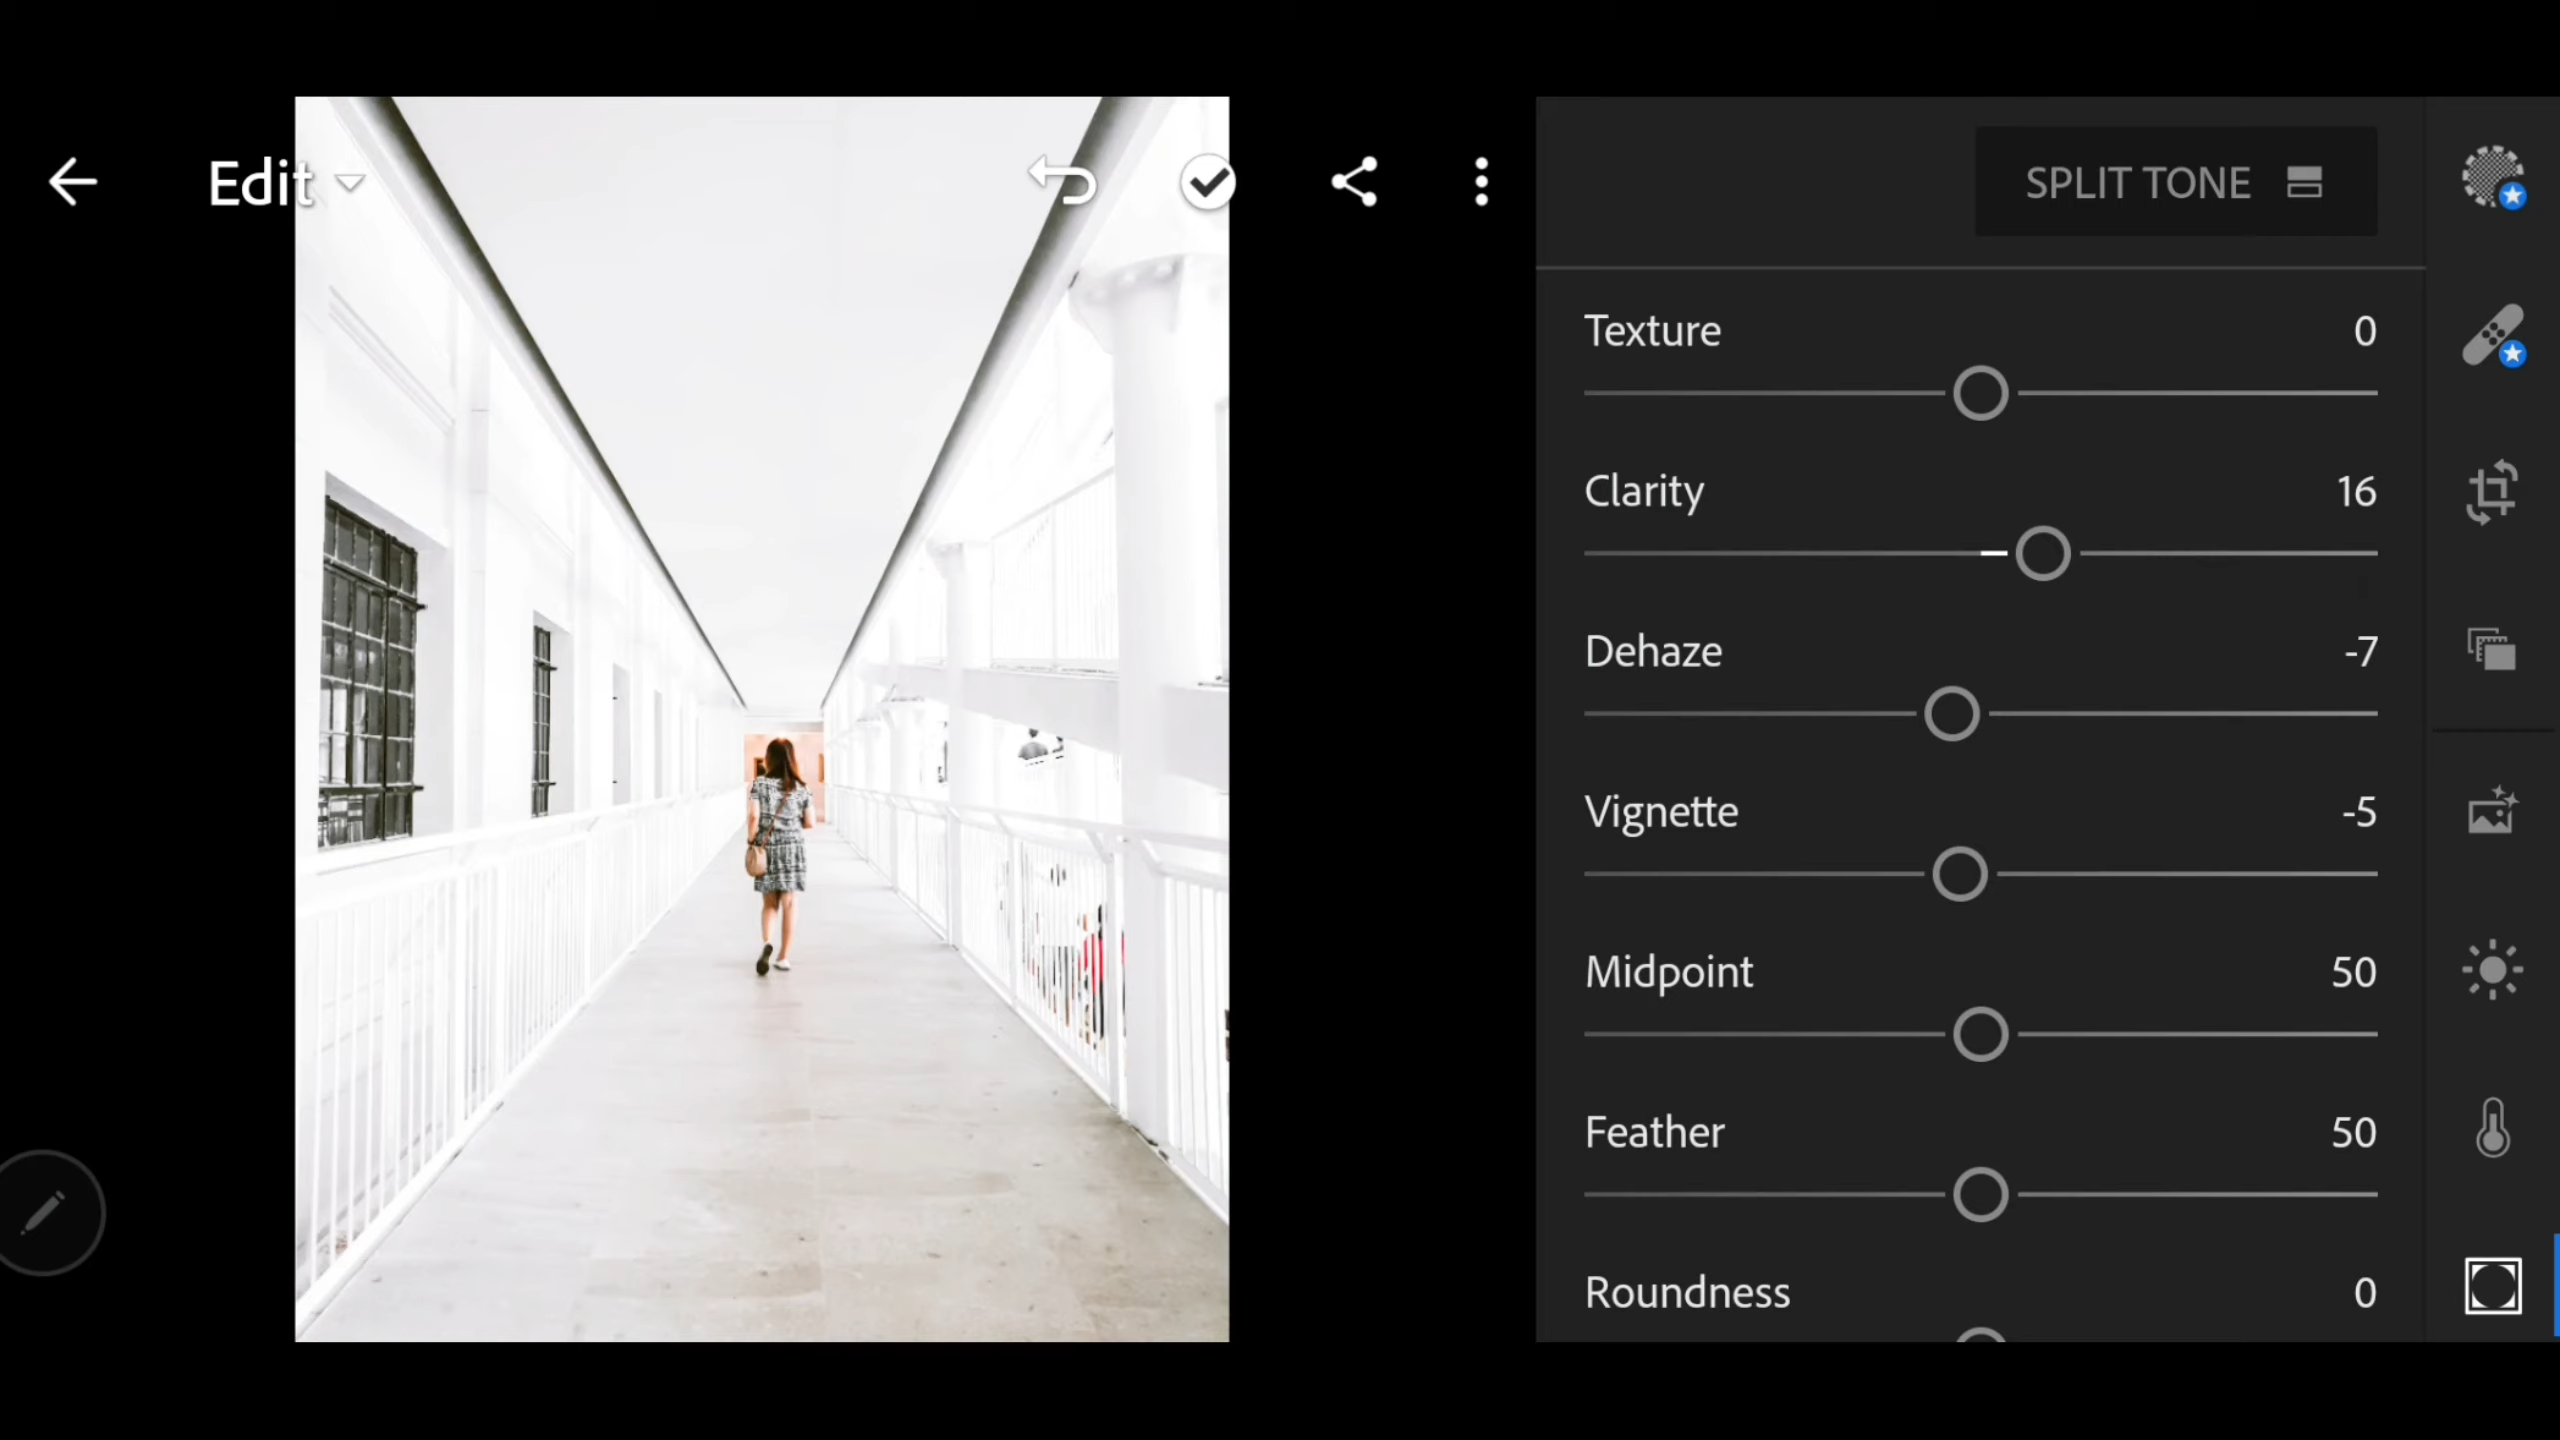 Edit
SPLIT TONE
Texture 0
Clarity 16
Dehaze -7
Vignette -5
Midpoint 50
Feather 50
Roundness 0